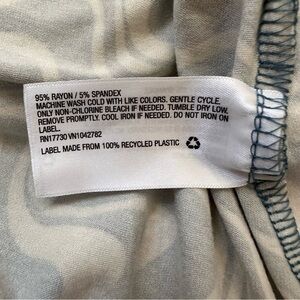 95% RAYON / 5% SPANDEX
MACHINE WASH COLD WITH LIKE COLORS. GENTLE CYCLE.
ONLY NON-CHLORINE BLEACH IF NEEDED. TUMBLE DRY LOW.
REMOVE PROMPTLY. COOL IRON IF NEEDED. DO NOT IRON ON
LABEL.
RN17730 VN1042782
LABEL MADE FROM 100% RECYCLED PLASTIC